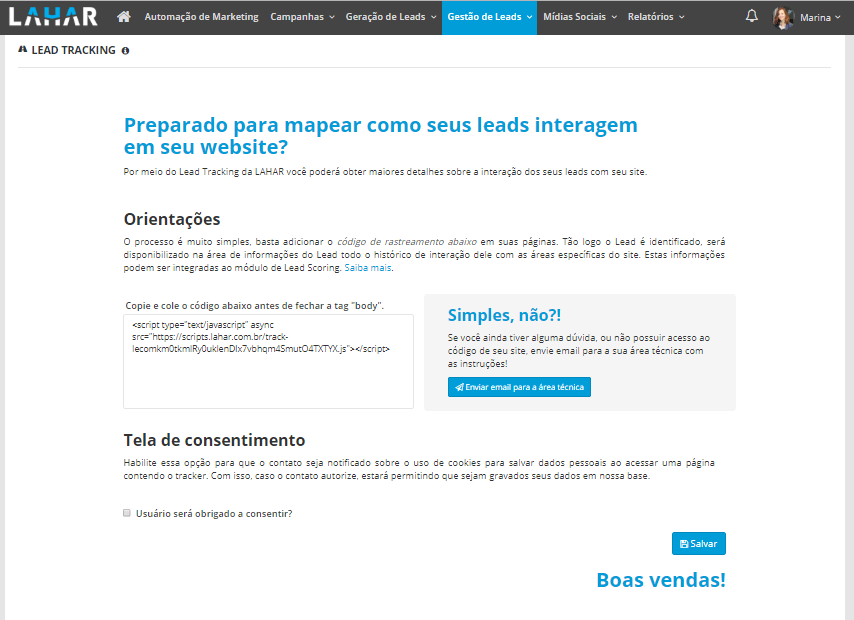 LAHAR Automação de Marketing Campanhas Geração de Leads Gestão de Leads Mídias Sociais Relatórios Marina
LEAD TRACKING
Preparado para mapear como seus leads interagem
em seu website?
Por meio do Lead Tracking da LAHAR você poderá obter maiores detalhes sobre a interação dos seus leads com seu site.
Orientações
O processo é muito simples, basta adicionar o código de rastreamento abaixo em suas páginas. Tão logo o Lead é identificado, será
disponibilizado na área de informações do Lead todo o histórico de interação dele com as áreas específicas do site. Estas informações
podem ser integradas ao módulo de Lead Scoring. Saiba mais.
Copie e cole o código abaixo antes de fechar a tag "body".
<script type="text/javascript" async
src="https://scripts.lahar.com.br/track-
Simples, não?!
Se você ainda tiver alguma dúvida, ou não possuir acesso ao
código de seu site, envie email para a sua área técnica com
as instruções!
Enviar email para a área técnica
Tela de consentimento
Habilite essa opção para que o contato seja notificado sobre o uso de cookies para salvar dados pessoais ao acessar uma página
contendo o tracker. Com isso, caso o contato autorize, estará permitindo que sejam gravados seus dados em nossa base.
Usuário será obrigado a consentir?
Salvar
Boas vendas!